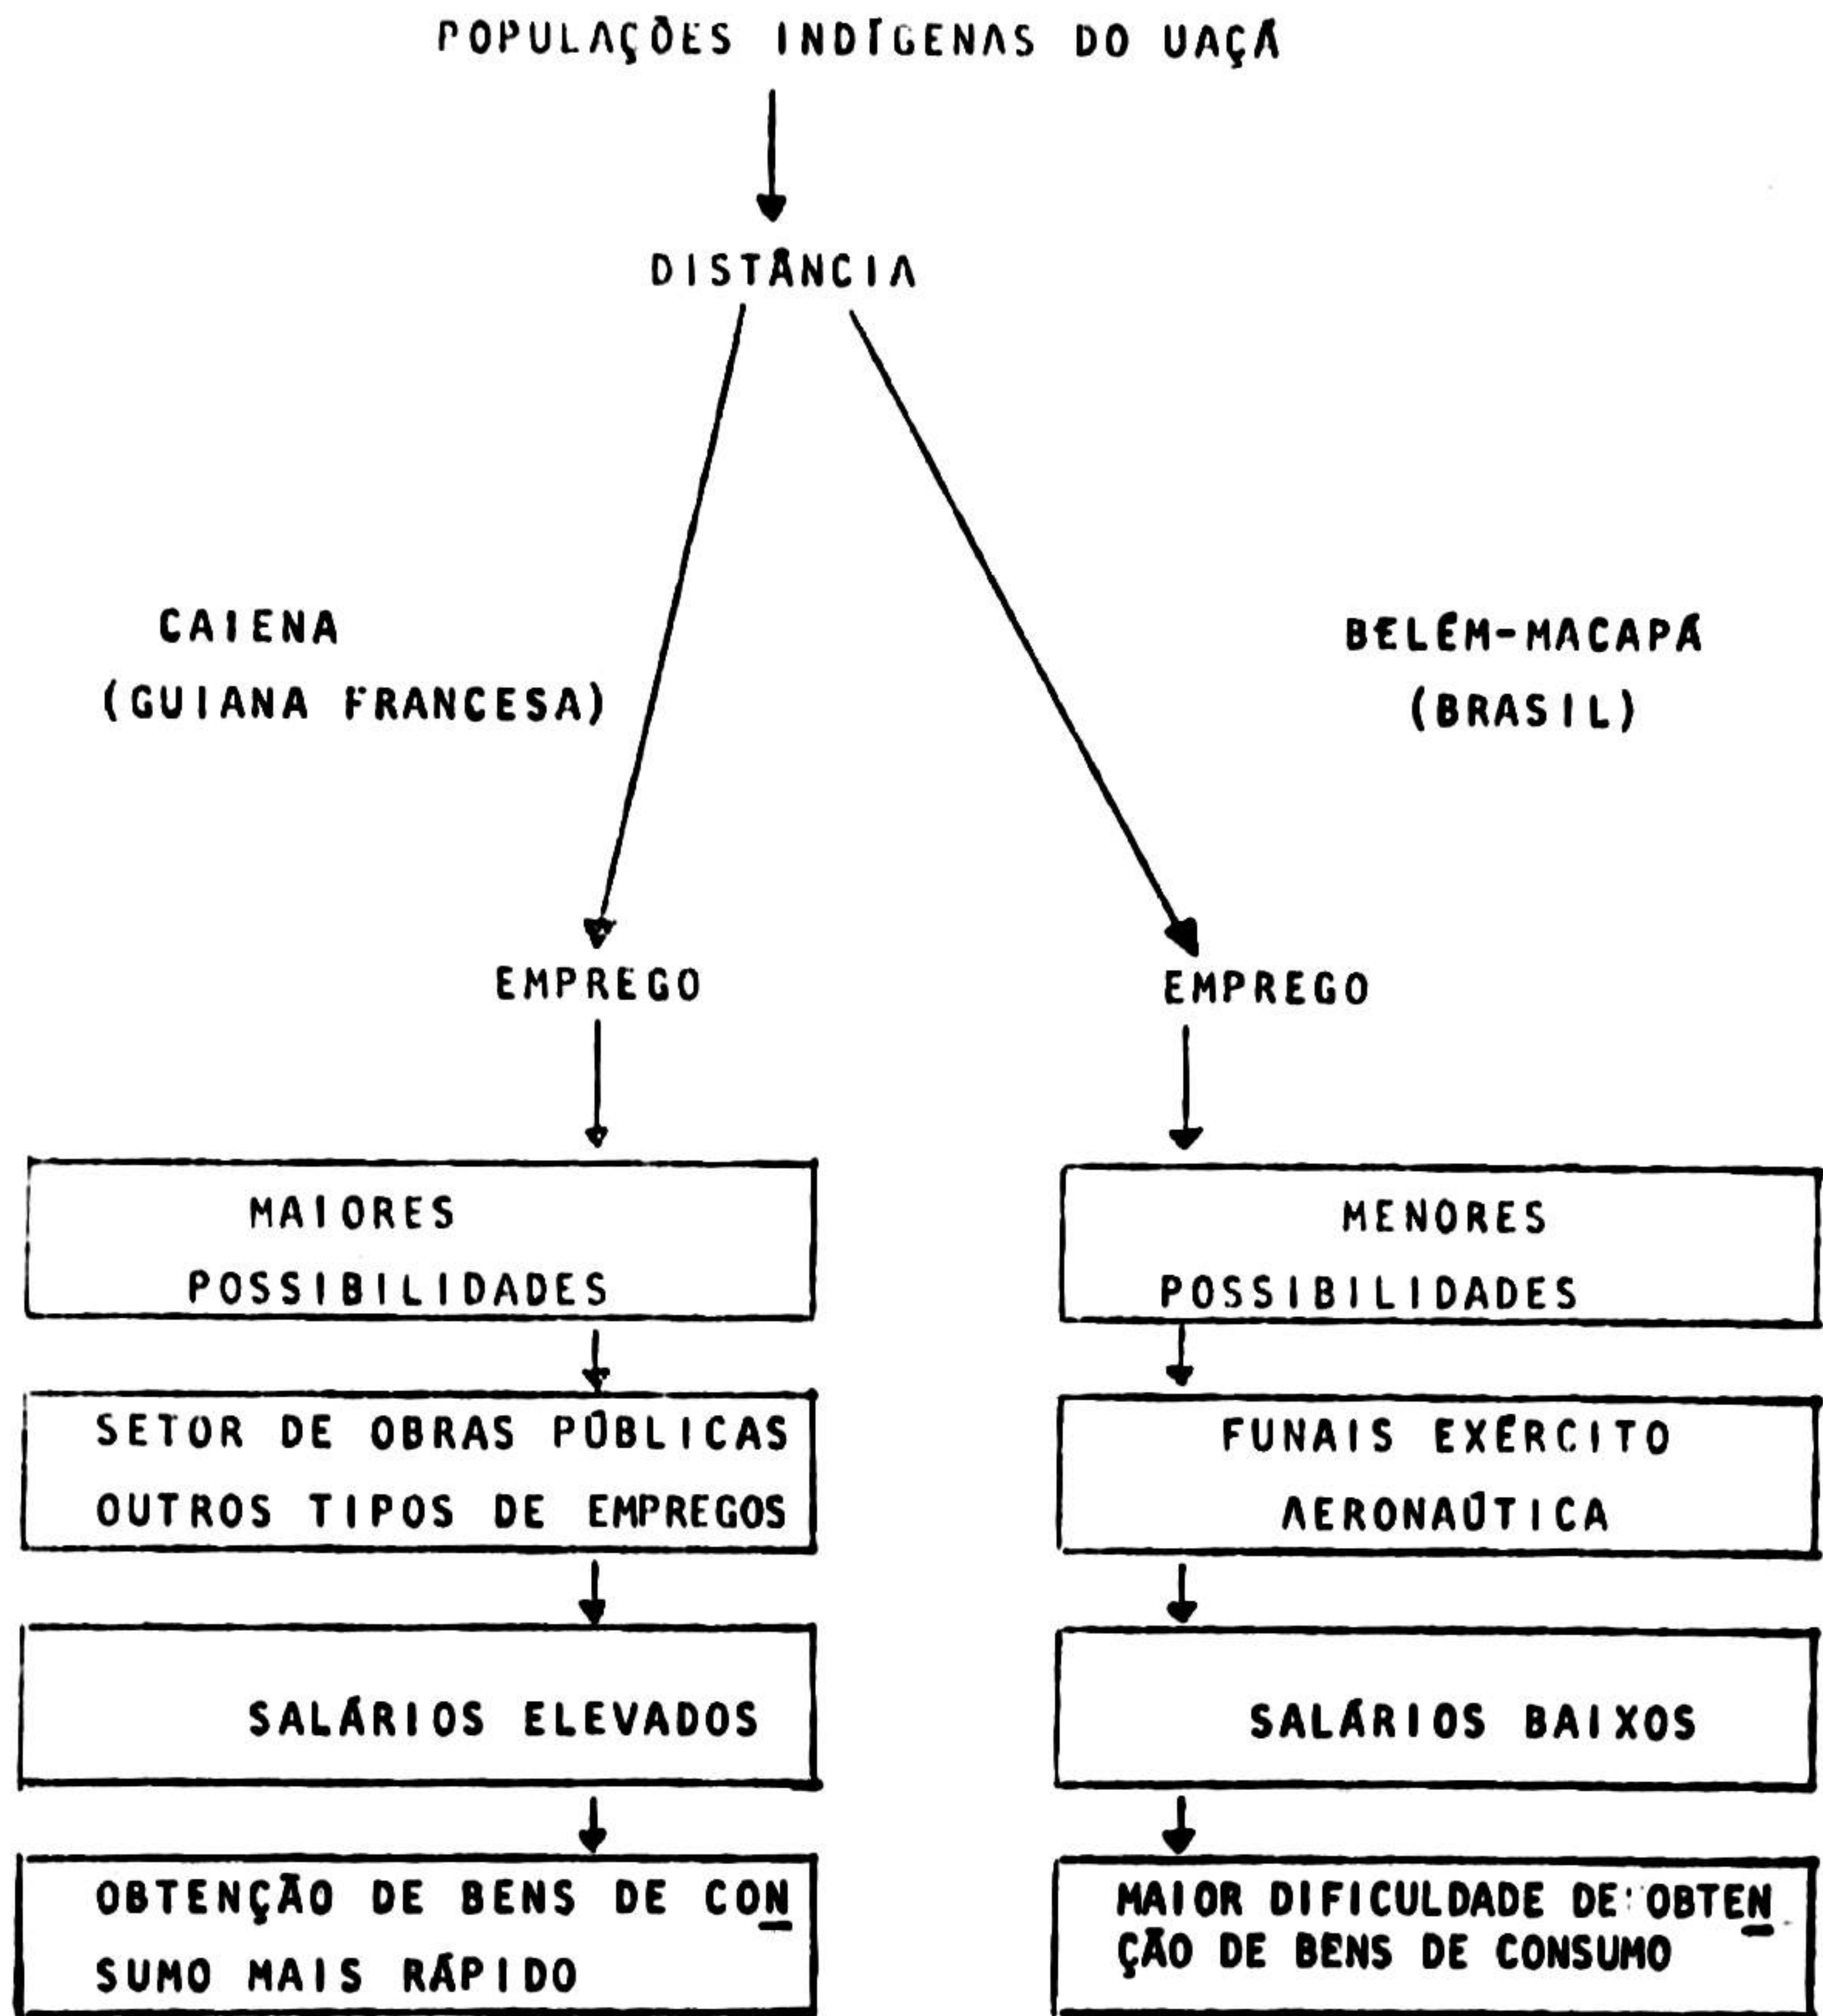 POPULAÇÕES INDÍGENAS DO UAÇÁ
DISTÂNCIA
CAIENA
(GUIANA FRANCESA)
BELÉM-MACAPÁ
(BRASIL)
EMPREGO
EMPREGO
MAIORES
POSSIBILIDADES
MENORES
POSSIBILIDADES
SETOR DE OBRAS PÚBLICAS
OUTROS TIPOS DE EMPREGOS
FUNAIS EXÉRCITO
AERONAÚTICA
SALÁRIOS ELEVADOS
SALÁRIOS BAIXOS
OBTENÇÃO DE BENS DE CON
SUMO MAIS RÁPIDO
MAIOR DIFICULDADE DE OBTEN
ÇÃO DE BENS DE CONSUMO